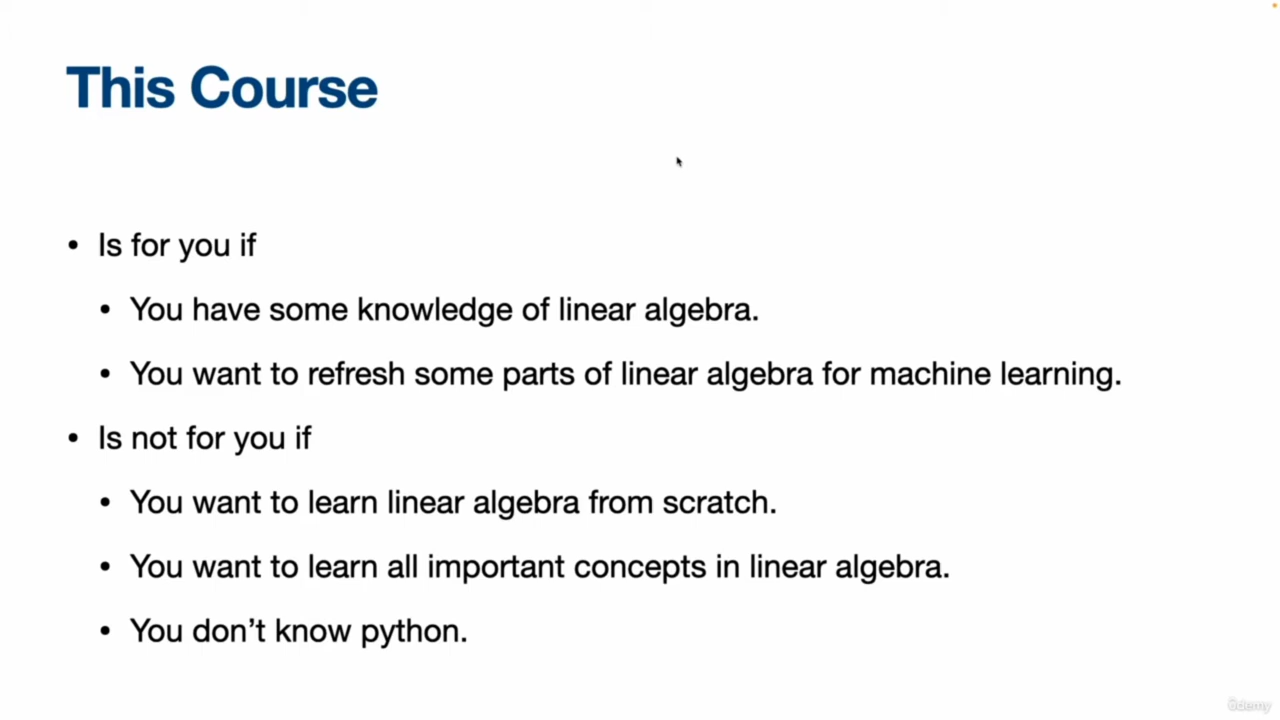 This Course
• Is for you if
• You have some knowledge of linear algebra.
• You want to refresh some parts of linear algebra for machine learning.
• Is not for you if
• You want to learn linear algebra from scratch.
• You want to learn all important concepts in linear algebra.
• You don’t know python.
ûdemy